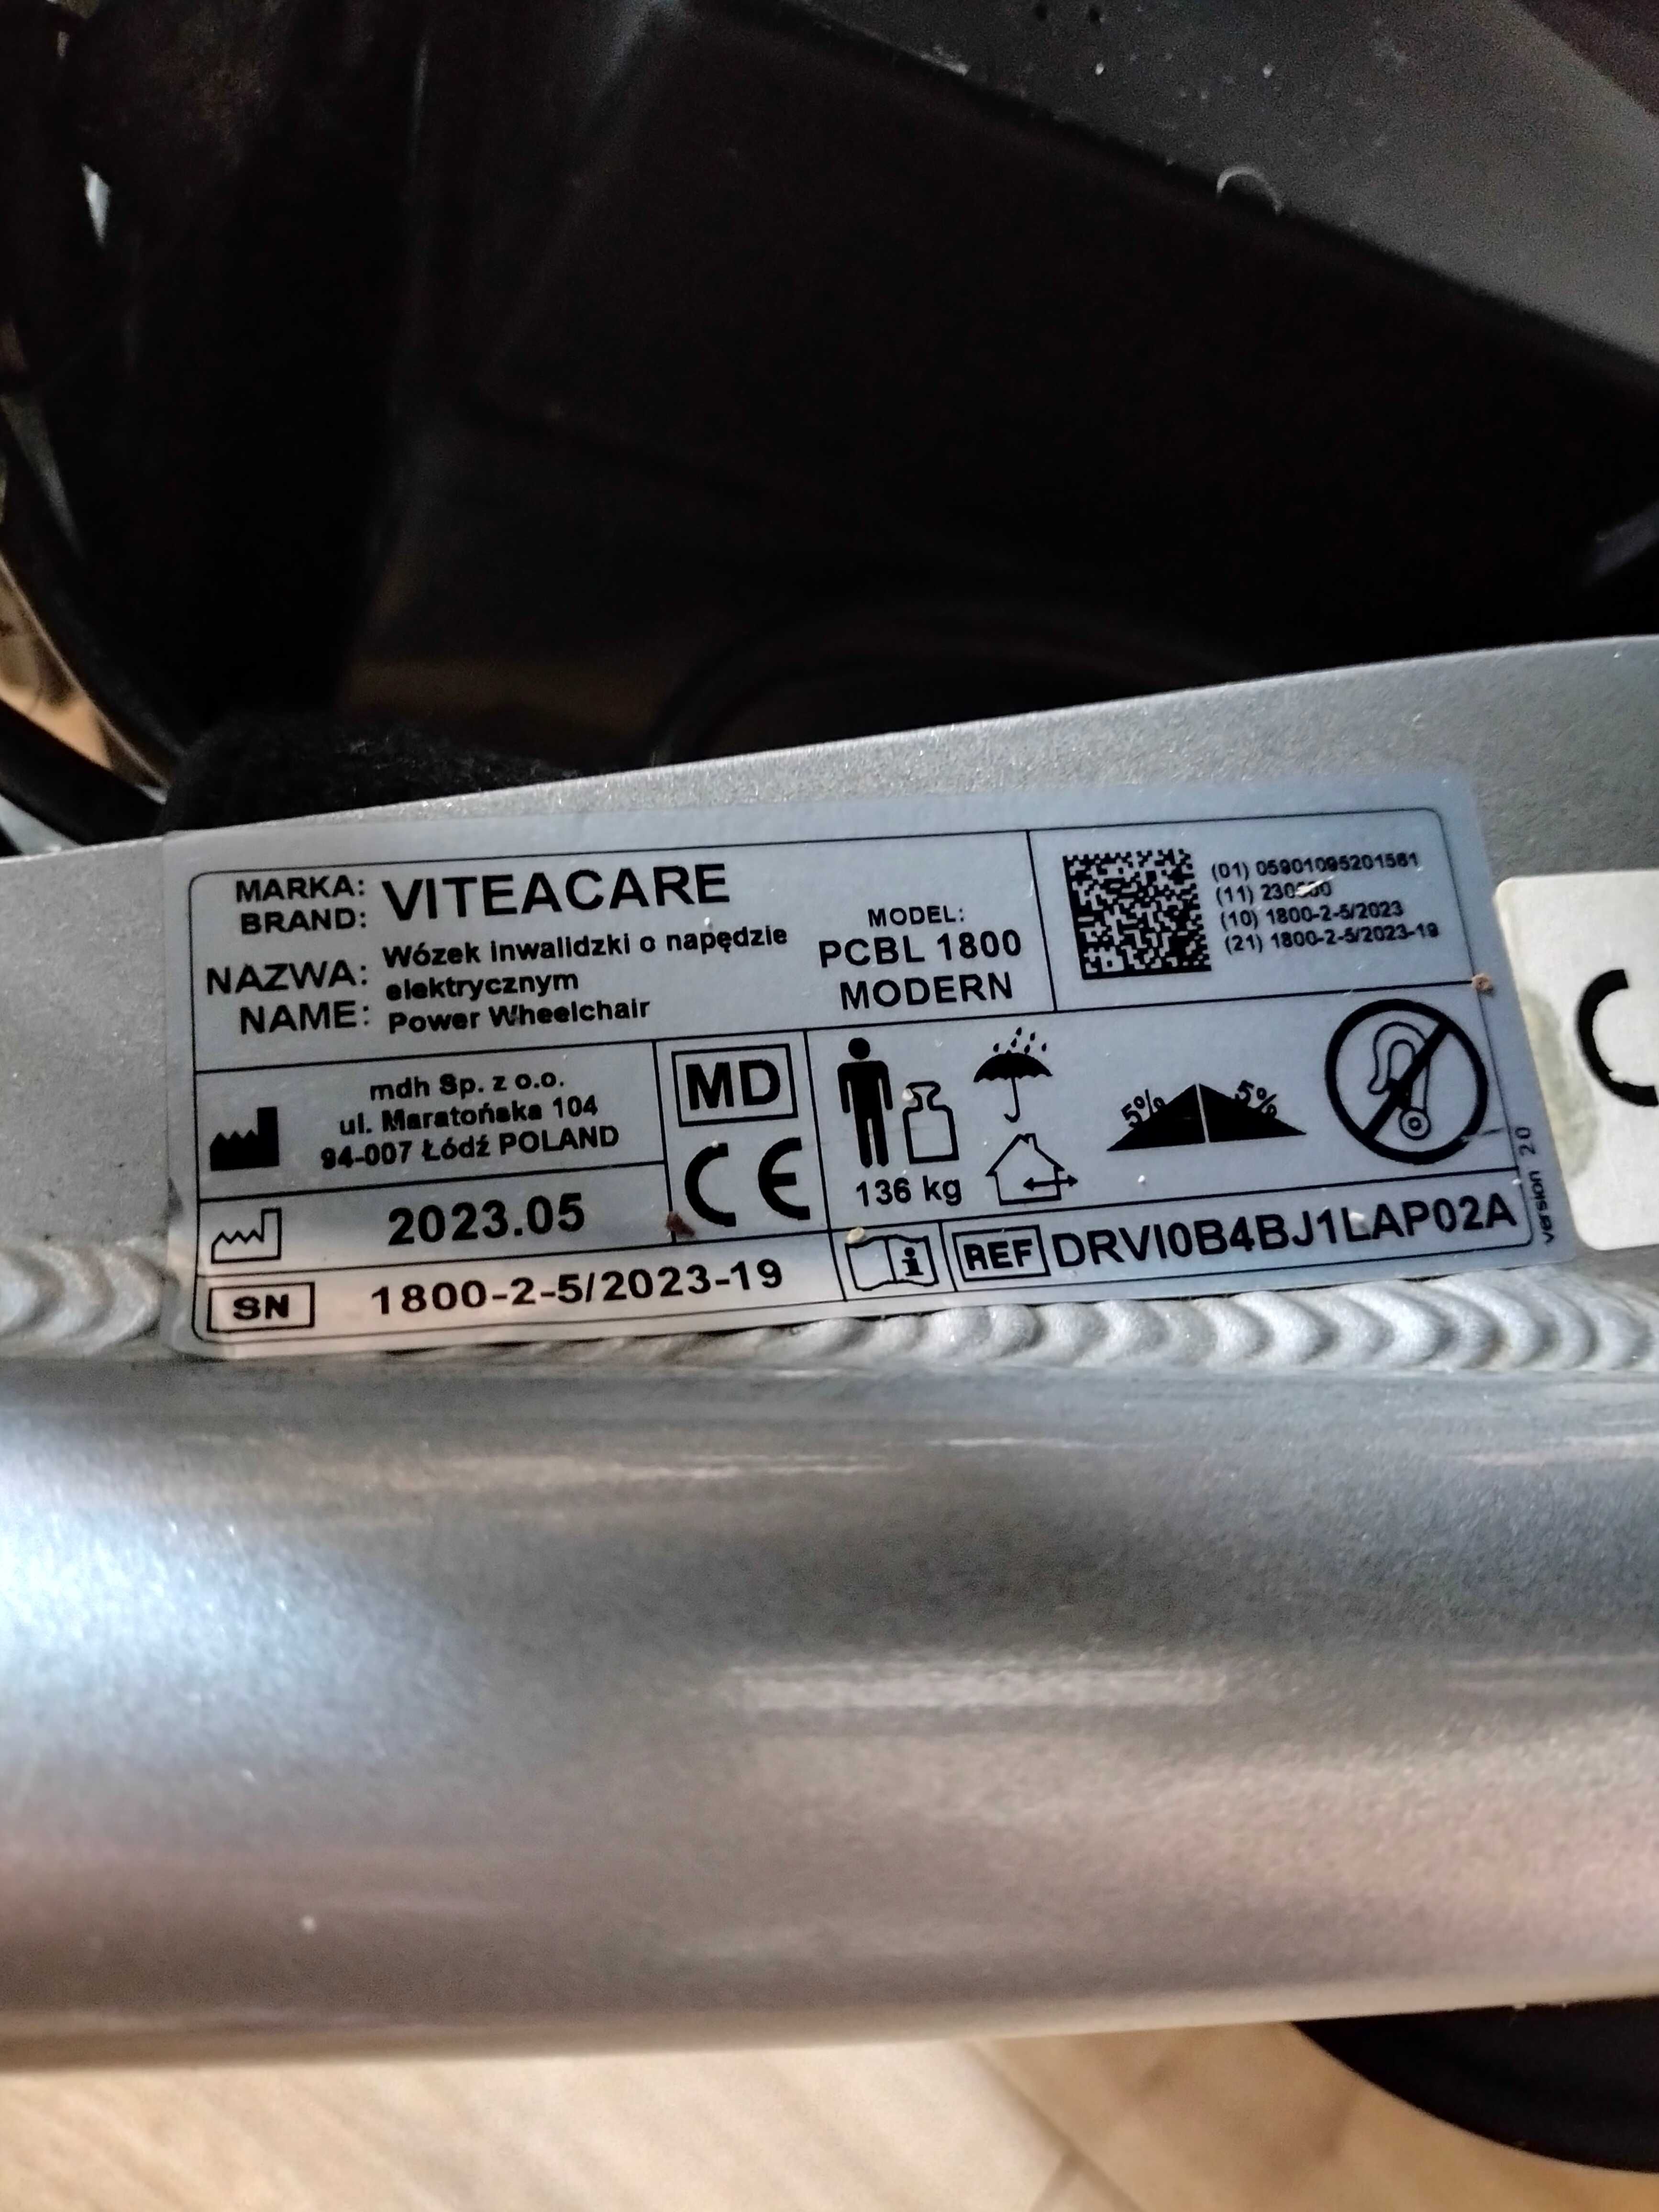 MARKA:
BRAND:
VITEACARE
NAZWA:
NAME:
Wózek inwalidzki o napędzie
elektrycznym
Power Wheelchair
MODEL:
PCBL 1800
MODERN
(01) 05901095201561
(11)
(10) 1800-2-5/2023
(21) 1800-2-5/2023-19
mdh Sp. z o.o.
ul. Maratońska 104
94-007 Łódź POLAND
MD
CE
2023.05
SN 1800-2-5/2023-19
136 kg
5% 5%
i
REF DRVI0B4BJ1LAP02A
version 2.0
C